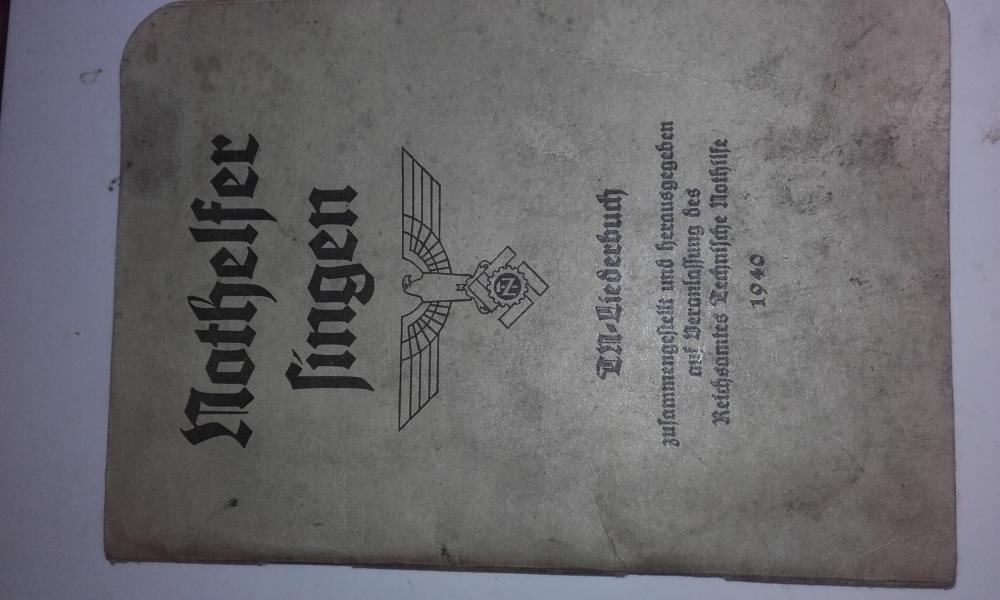 Nothelfer
singen
TN-Liederbuch
zusammengestellt und herausgegeben
auf Veranlassung des
Reichsamtes Technische Nothilfe
1940